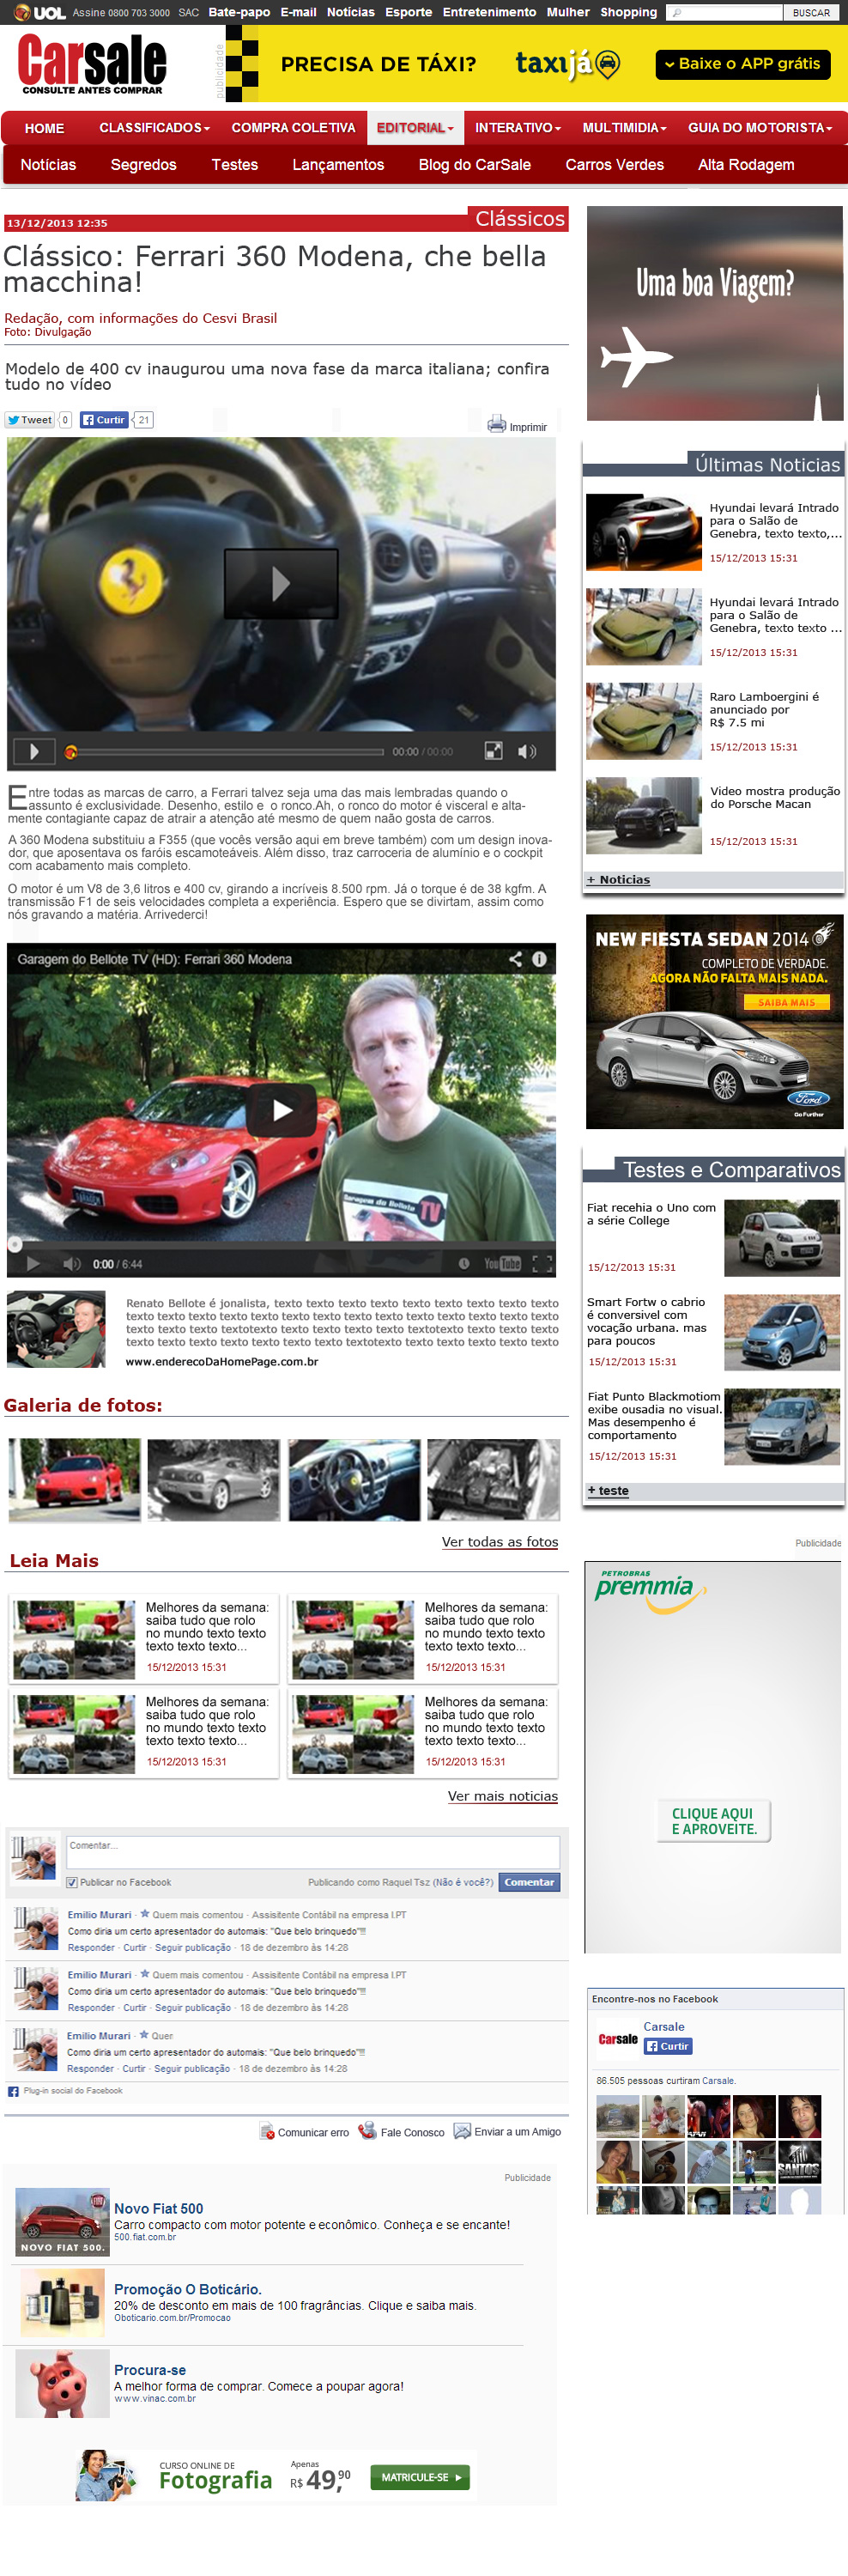 UOL Assine 0800 703 3000 SAC Bate-papo E-mail Notícias Esporte Entretenimento Mulher Shopping BUSCAR
Carsale
CONSULTE ANTES COMPRAR
publicidade
PRECISA DE TÁXI? taxijá Baixe o APP grátis
HOME CLASSIFICADOS COMPRA COLETIVA EDITORIAL INTERATIVO MULTIMIDIA GUIA DO MOTORISTA
Notícias Segredos Testes Lançamentos Blog do CarSale Carros Verdes Alta Rodagem
13/12/2013 12:35 Clássicos
Clássico: Ferrari 360 Modena, che bella
macchina!
Redação, com informações do Cesvi Brasil
Foto: Divulgação
Modelo de 400 cv inaugurou uma nova fase da marca italiana; confira
tudo no vídeo
Tweet 0 Curtir 21 Imprimir
00:00 / 00:00
Entre todas as marcas de carro, a Ferrari talvez seja uma das mais lembradas quando o
assunto é exclusividade. Desenho, estilo e o ronco.Ah, o ronco do motor é visceral e alta-
mente contagiante capaz de atrair a atenção até mesmo de quem naão gosta de carros.
A 360 Modena substituiu a F355 (que vocês versão aqui em breve também) com um design inova-
dor, que aposentava os faróis escamoteáveis. Além disso, traz carroceria de alumínio e o cockpit
com acabamento mais completo.
O motor é um V8 de 3,6 litros e 400 cv, girando a incríveis 8.500 rpm. Já o torque é de 38 kgfm. A
transmissão F1 de seis velocidades completa a experiência. Espero que se divirtam, assim como
nós gravando a matéria. Arrivederci!
Garagem do Bellote TV (HD): Ferrari 360 Modena
Garagem do Bellote
TV
0:00 / 6:44 YouTube
Renato Bellote é jonalista, texto texto texto texto texto texto texto texto texto
texto texto texto texto texto texto texto texto texto texto texto texto texto
texto texto texto textotexto texto texto texto texto textotexto texto texto texto
texto texto texto texto texto texto texto textotexto texto texto texto texto texto
www.enderecoDaHomePage.com.br
Galeria de fotos:
Ver todas as fotos
Leia Mais
Melhores da semana:
saiba tudo que rolo
no mundo texto texto
texto texto texto...
15/12/2013 15:31
Melhores da semana:
saiba tudo que rolo
no mundo texto texto
texto texto texto...
15/12/2013 15:31
Melhores da semana:
saiba tudo que rolo
no mundo texto texto
texto texto texto...
15/12/2013 15:31
Melhores da semana:
saiba tudo que rolo
no mundo texto texto
texto texto texto...
15/12/2013 15:31
Ver mais noticias
Comentar...
Publicar no Facebook Publicando como Raquel Tsz (Não é você?) Comentar
Emilio Murari · Quem mais comentou · Assisitente Contábil na empresa I.PT
Como diria um certo apresentador do automais: "Que belo brinquedo"!!!
Responder · Curtir · Seguir publicação · 18 de dezembro às 14:28
Emilio Murari · Quem mais comentou · Assisitente Contábil na empresa I.PT
Como diria um certo apresentador do automais: "Que belo brinquedo"!!!
Responder · Curtir · Seguir publicação · 18 de dezembro às 14:28
Emilio Murari · Quer
Como diria um certo apresentador do automais: "Que belo brinquedo"!!!
Responder · Curtir · Seguir publicação · 18 de dezembro às 14:28
Plug-in social do Facebook
Comunicar erro Fale Conosco Enviar a um Amigo
Publicidade
NOVO FIAT 500.
Novo Fiat 500
Carro compacto com motor potente e econômico. Conheça e se encante!
500.fiat.com.br
Promoção O Boticário.
20% de desconto em mais de 100 fragrâncias. Clique e saiba mais.
Oboticario.com.br/Promocao
Procura-se
A melhor forma de comprar. Comece a poupar agora!
www.vinac.com.br
CURSO ONLINE DE
Fotografia
Apenas
R$ 49,90
MATRICULE-SE
Uma boa Viagem?
Últimas Noticias
Hyundai levará Intrado
para o Salão de
Genebra, texto texto,...
15/12/2013 15:31
Hyundai levará Intrado
para o Salão de
Genebra, texto texto ...
15/12/2013 15:31
Raro Lamboergini é
anunciado por
R$ 7.5 mi
15/12/2013 15:31
Video mostra produção
do Porsche Macan
15/12/2013 15:31
+ Noticias
NEW FIESTA SEDAN 2014
COMPLETO DE VERDADE.
AGORA NÃO FALTA MAIS NADA.
SAIBA MAIS
Ford
Go Further
Testes e Comparativos
Fiat recehia o Uno com
a série College
15/12/2013 15:31
Smart Fortw o cabrio
é conversivel com
vocação urbana. mas
para poucos
15/12/2013 15:31
Fiat Punto Blackmotiom
exibe ousadia no visual.
Mas desempenho é
comportamento
15/12/2013 15:31
+ teste
Publicidade
PETROBRAS
premmia
CLIQUE AQUI
E APROVEITE.
Encontre-nos no Facebook
Carsale
Carsale
Curtir
86.505 pessoas curtiram Carsale.
SANTOS